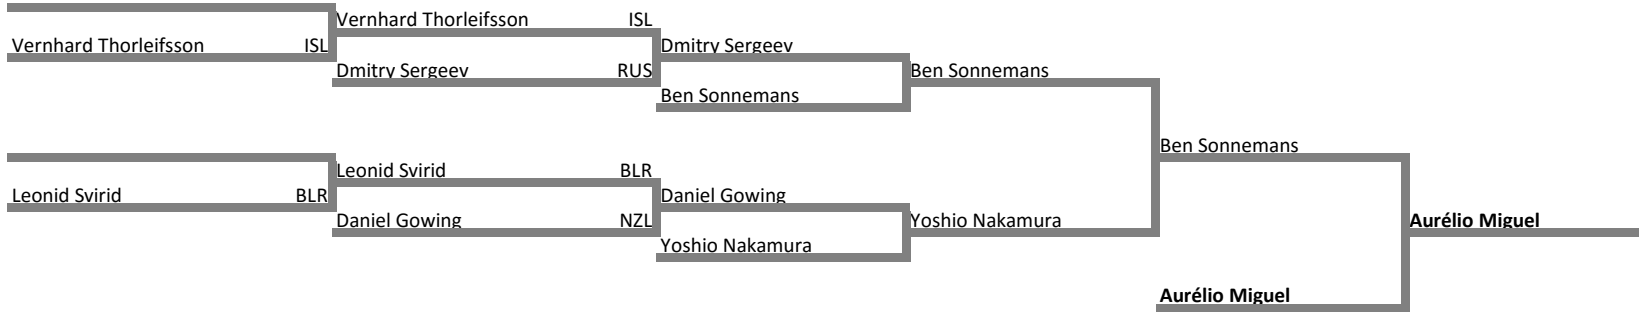 Vernhard Thorleifsson ISL
Vernhard Thorleifsson ISL
Dmitry Sergeev
Dmitry Sergeev RUS
Ben Sonnemans
Ben Sonnemans
Ben Sonnemans
Leonid Svirid BLR
Leonid Svirid BLR
Daniel Gowing
Daniel Gowing NZL
Yoshio Nakamura
Aurélio Miguel
Yoshio Nakamura
Aurélio Miguel